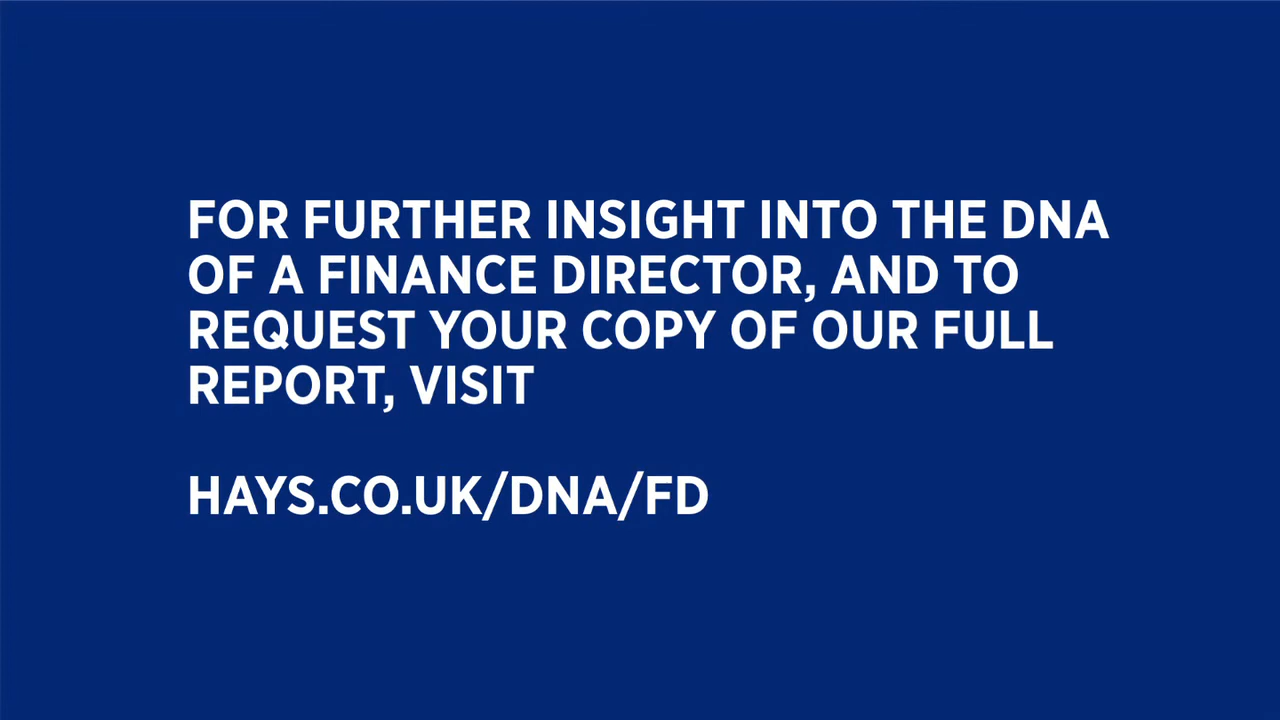 FOR FURTHER INSIGHT INTO THE DNA
OF A FINANCE DIRECTOR, AND TO
REQUEST YOUR COPY OF OUR FULL
REPORT, VISIT
HAYS.CO.UK/DNA/FD